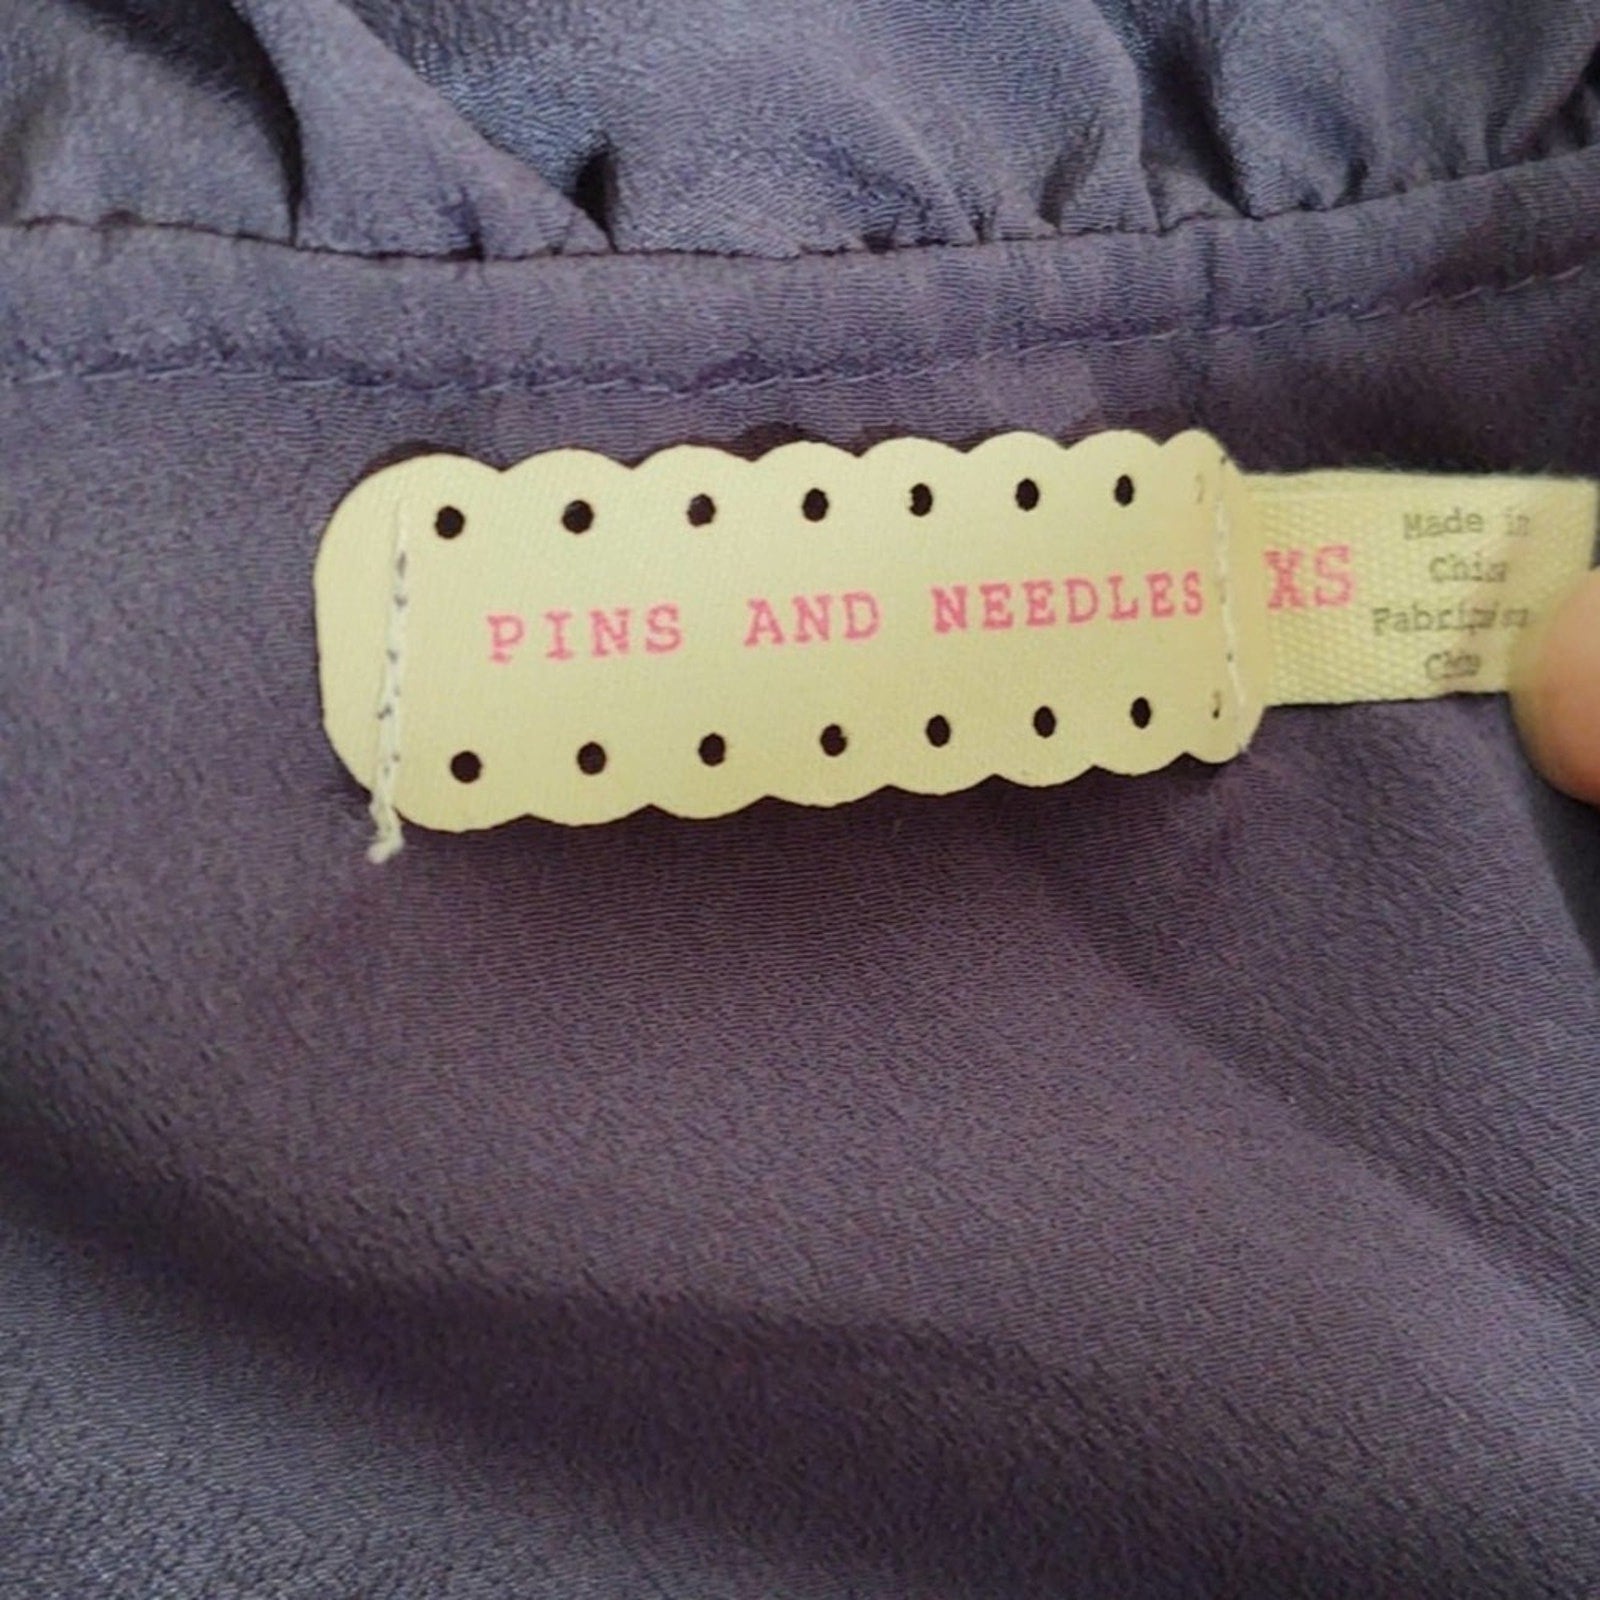 PINS AND NEEDLES
XS
Made in